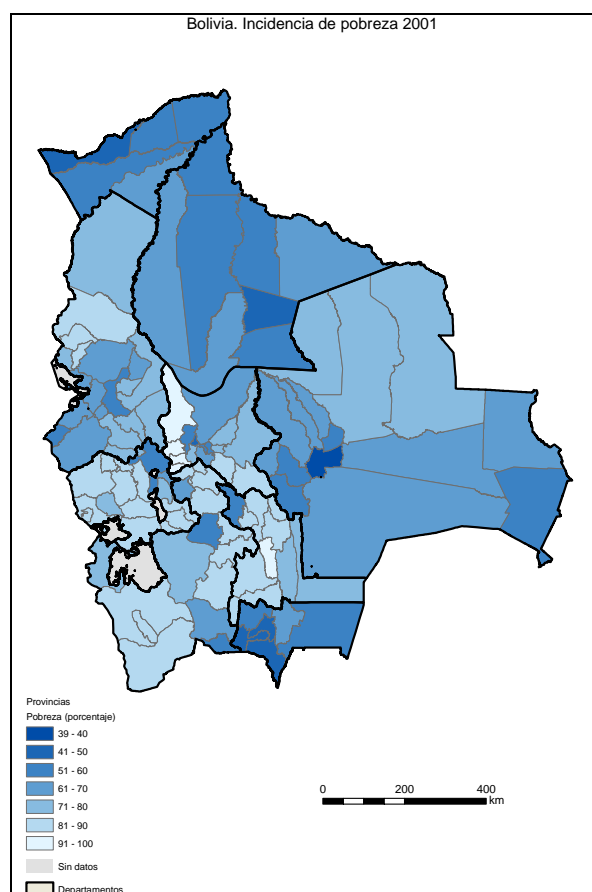 Bolivia. Incidencia de pobreza 2001
Provincias
Pobreza (porcentaje)
39 - 40
41 - 50
51 - 60
61 - 70
71 - 80
81 - 90
91 - 100
Sin datos
Departamentos
0 200 400
km